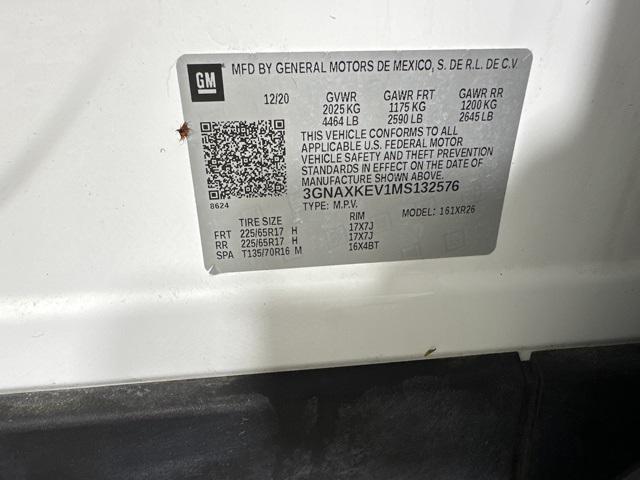 GM MFD BY GENERAL MOTORS DE MEXICO, S. DE R.L. DE C.V
12/20 GVWR GAWR FRT GAWR RR
2025 KG 1175 KG 1200 KG
4464 LB 2590 LB 2645 LB
THIS VEHICLE CONFORMS TO ALL
APPLICABLE U.S. FEDERAL MOTOR
VEHICLE SAFETY AND THEFT PREVENTION
STANDARDS IN EFFECT ON THE DATE OF
MANUFACTURE SHOWN ABOVE.
3GNAXKEV1MS132576
8624 TYPE: M.P.V. MODEL: 161XR26
TIRE SIZE RIM
FRT 225/65R17 H 17X7J
RR 225/65R17 H 17X7J
SPA T135/70R16 M 16X4BT